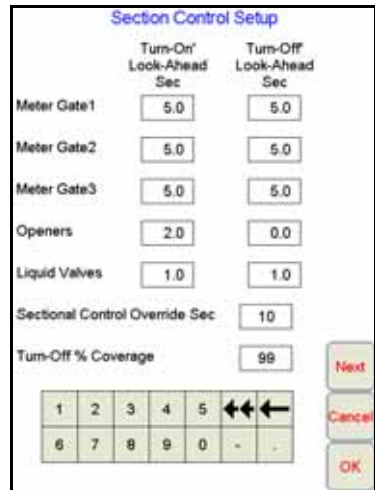 Section Control Setup
Turn-On' Turn-Off'
Look-Ahead Look-Ahead
Sec Sec
Meter Gate1 5.0 5.0
Meter Gate2 5.0 5.0
Meter Gate3 5.0 5.0
Openers 2.0 0.0
Liquid Valves 1.0 1.0
Sectional Control Override Sec 10
Turn-Off % Coverage 99
Next
1 2 3 4 5
Cancel
6 7 8 9 0 - .
OK